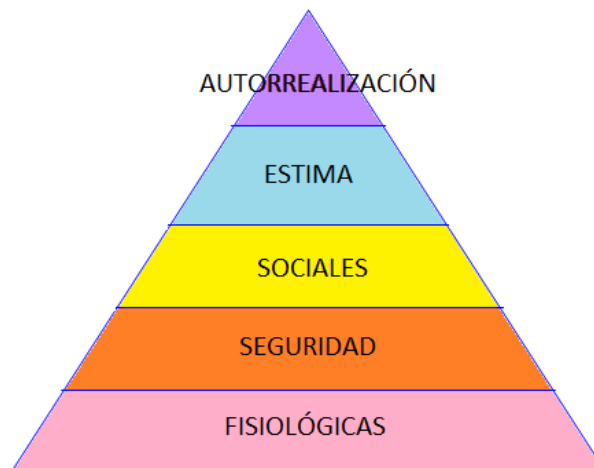 AUTORREALIZACIÓN
ESTIMA
SOCIALES
SEGURIDAD
FISIOLÓGICAS